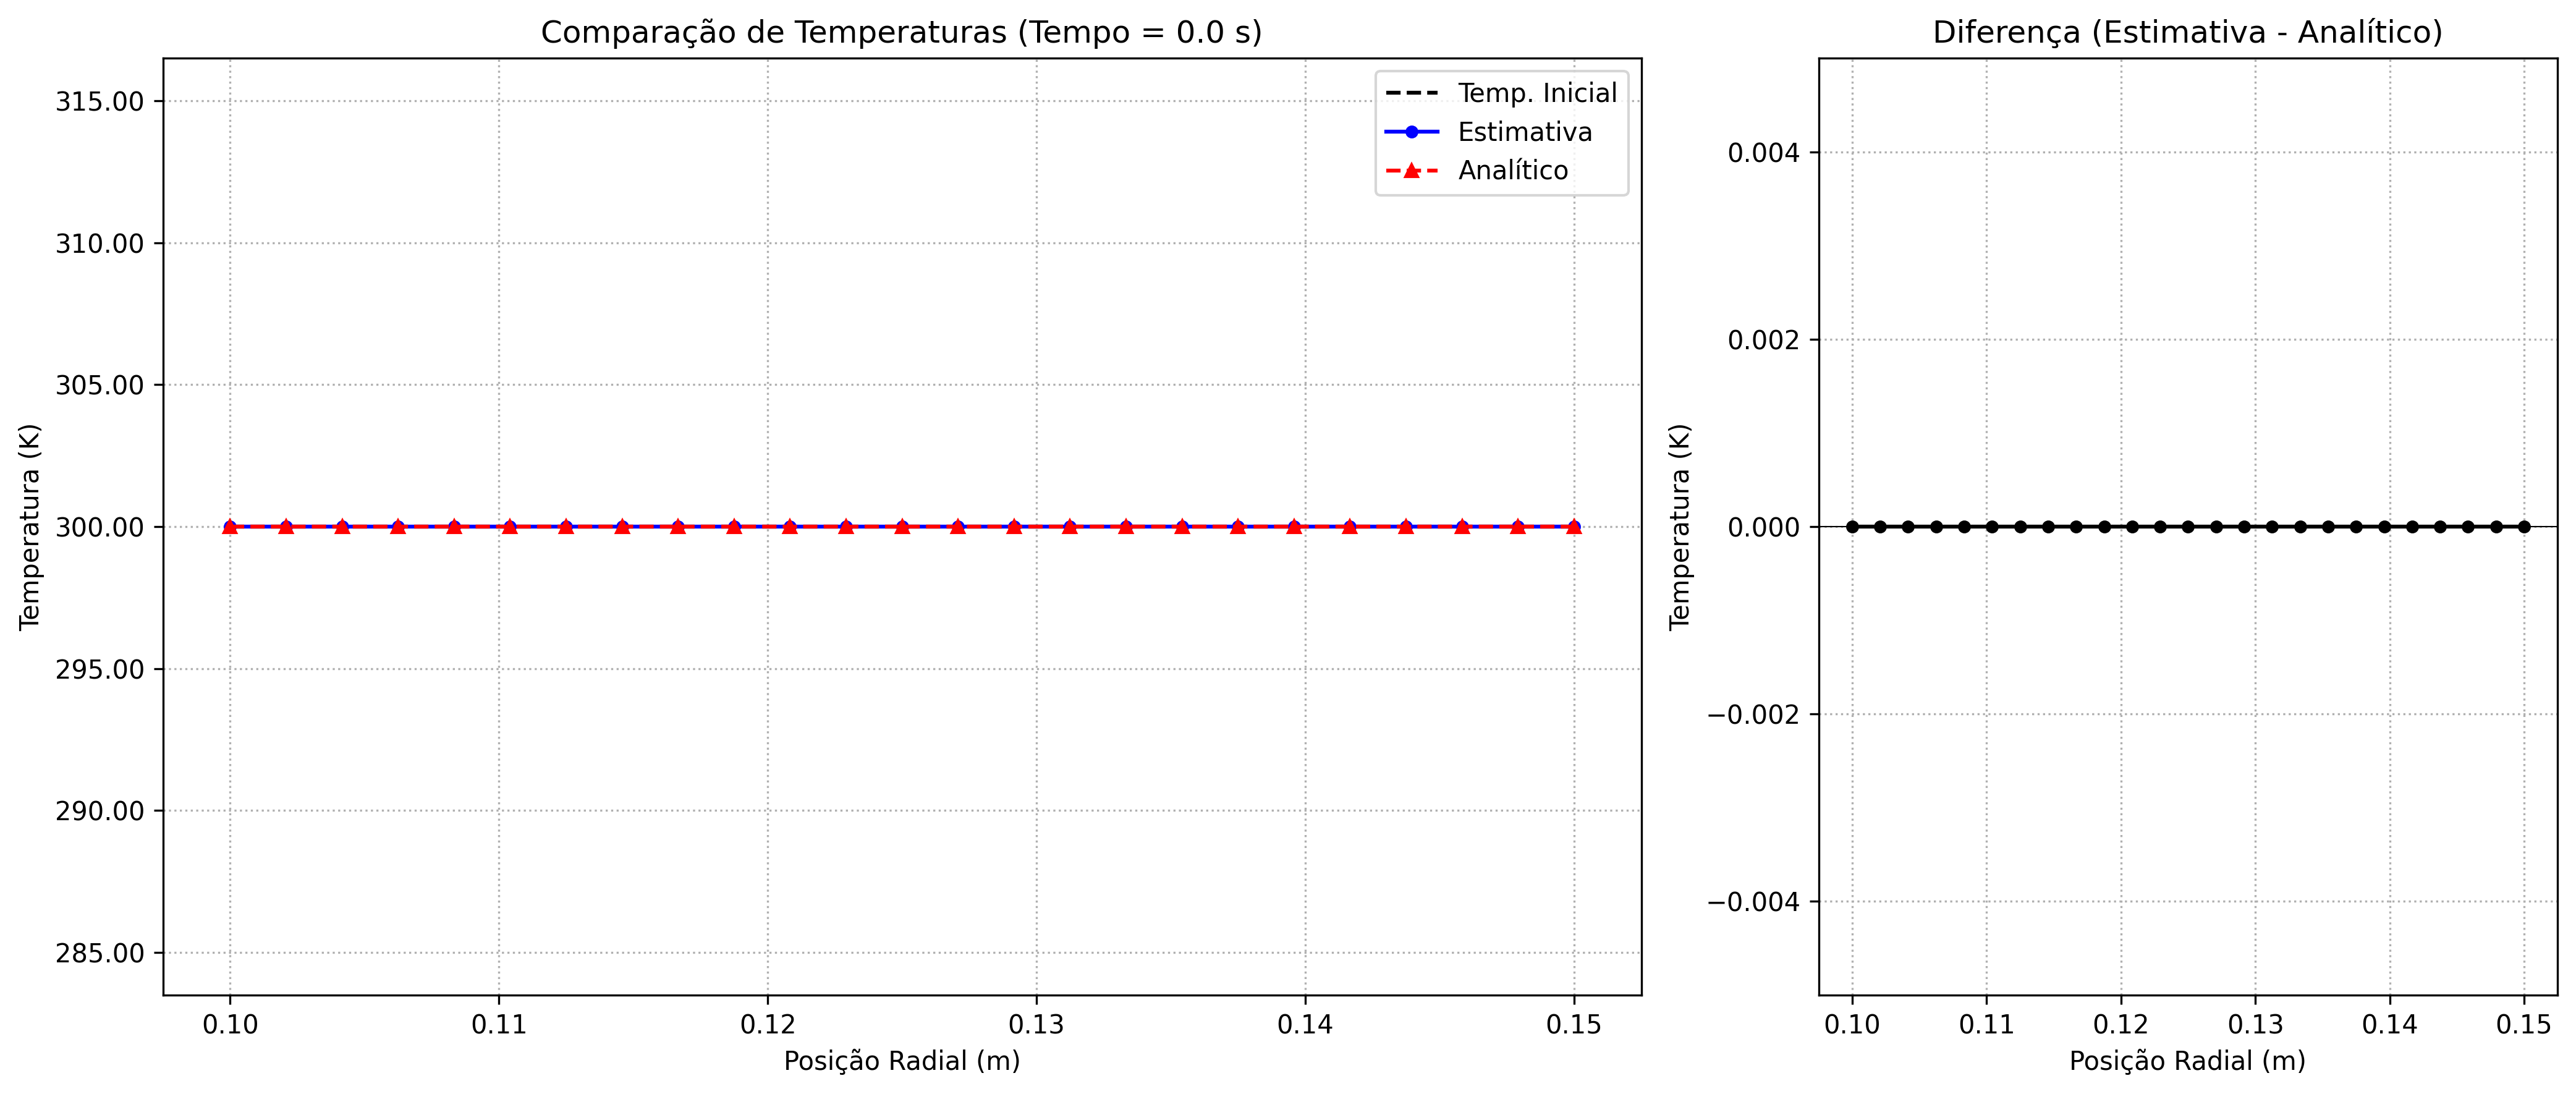 Comparação de Temperaturas (Tempo = 0.0 s)
Temp. Inicial
Estimativa
Analítico
315.00
310.00
305.00
300.00
295.00
290.00
285.00
Temperatura (K)
0.10
0.11
0.12
0.13
0.14
0.15
Posição Radial (m)
Diferença (Estimativa - Analítico)
0.004
0.002
0.000
−0.002
−0.004
Temperatura (K)
0.10
0.11
0.12
0.13
0.14
0.15
Posição Radial (m)